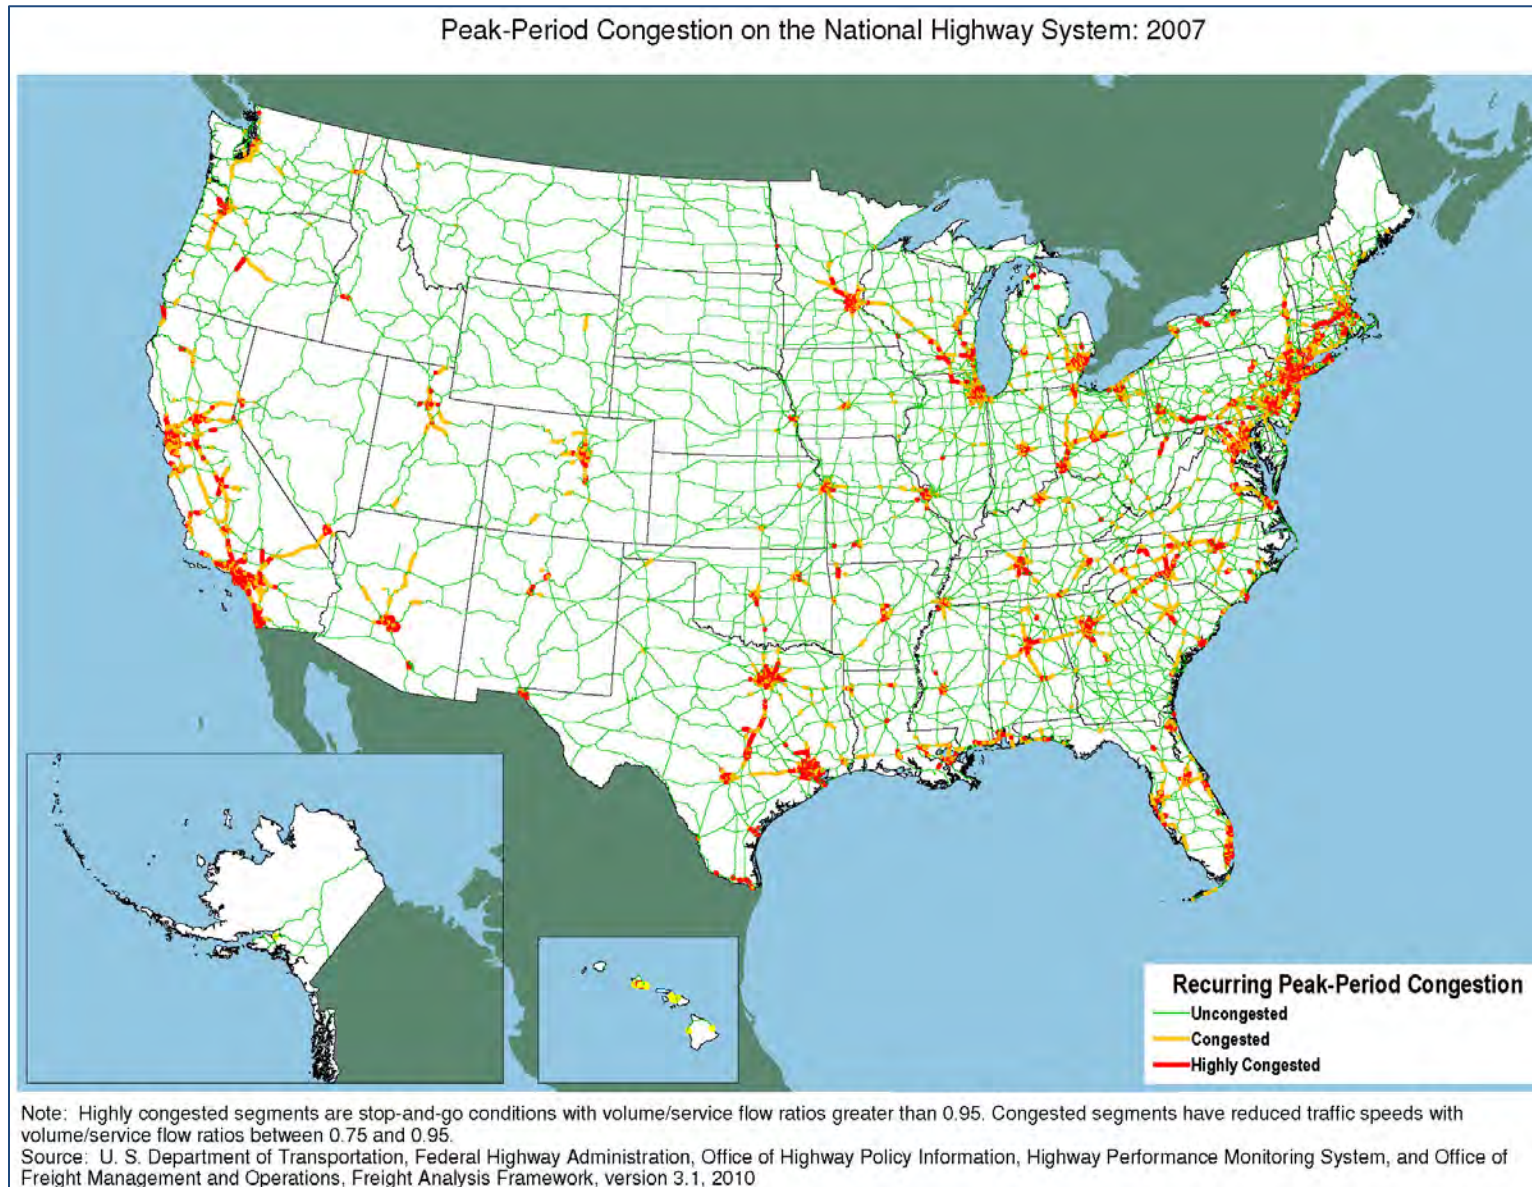 Peak-Period Congestion on the National Highway System: 2007
Recurring Peak-Period Congestion
Uncongested
Congested
Highly Congested
Note: Highly congested segments are stop-and-go conditions with volume/service flow ratios greater than 0.95. Congested segments have reduced traffic speeds with
volume/service flow ratios between 0.75 and 0.95.
Source: U. S. Department of Transportation, Federal Highway Administration, Office of Highway Policy Information, Highway Performance Monitoring System, and Office of
Freight Management and Operations, Freight Analysis Framework, version 3.1, 2010